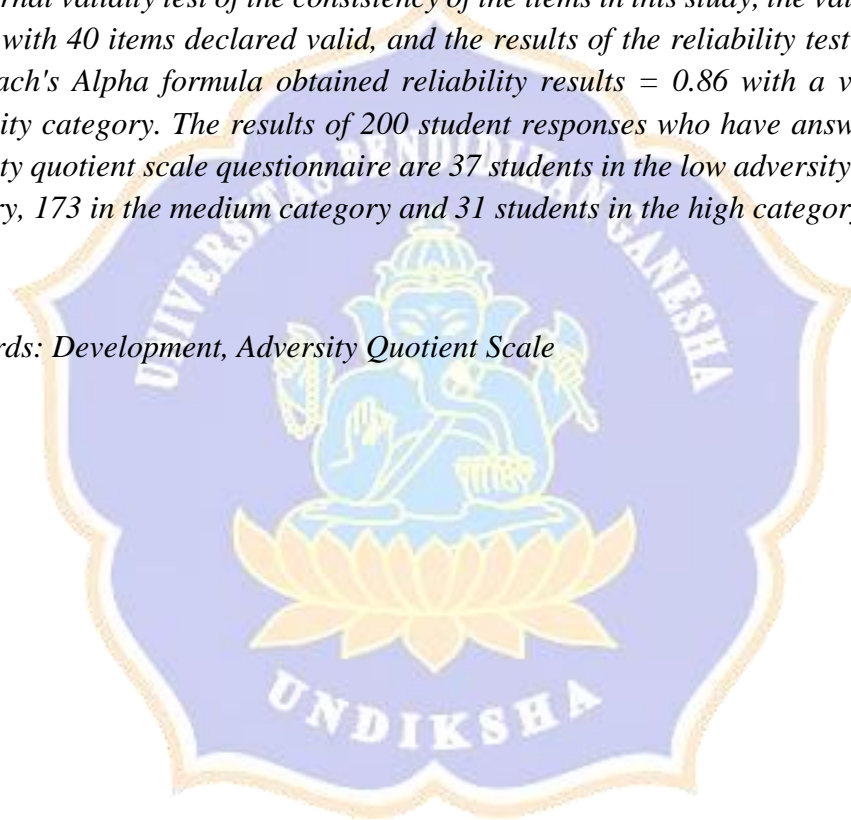 rnal validity test of the consistency of the items in this study, the val
with 40 items declared valid, and the results of the reliability test
ach's Alpha formula obtained reliability results = 0.86 with a v
ity category. The results of 200 student responses who have answ
ty quotient scale questionnaire are 37 students in the low adversity
ry, 173 in the medium category and 31 students in the high category
UNIVERSITAS PENDIDIKAN GANESHA
rds: Development, Adversity Quotient Scale
UNDIKSHA